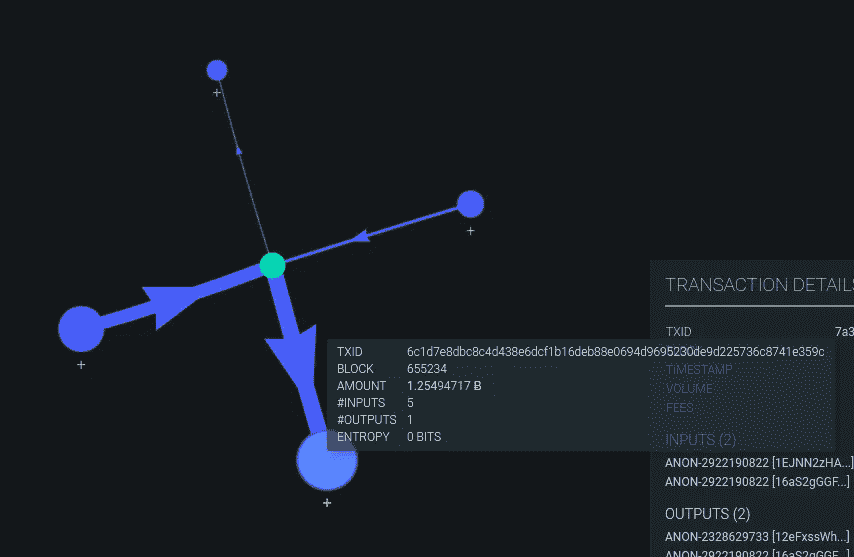 +
+
+
TRANSACTION DETAILS
TXID 7a3
TXID 6c1d7e8dbc8c4d438e6dcf1b16deb88e0694d9695230de9d225736c8741e359c
BLOCK 655234
TIMESTAMP
AMOUNT 1.25494717 Ƀ
VOLUME
#INPUTS 5
FEES
#OUTPUTS 1
ENTROPY 0 BITS
INPUTS (2)
ANON-2922190822 [1EJNN2zHA...]
ANON-2922190822 [16aS2gGGF...]
+
OUTPUTS (2)
ANON-2328629733 [12eFxssWh...]
ANON-2922190822 [16aS2gGGF...]